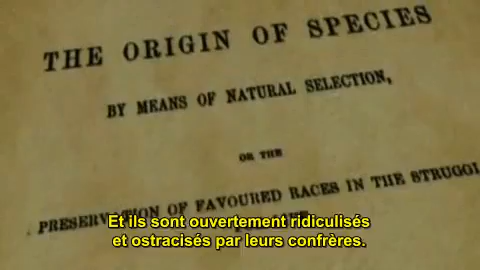 THE ORIGIN OF SPECIES
BY MEANS OF NATURAL SELECTION,
OR THE
PRESERVATION OF FAVOURED RACES IN THE STRUGGL
Et ils sont ouvertement ridiculisés
et ostracisés par leurs confrères.